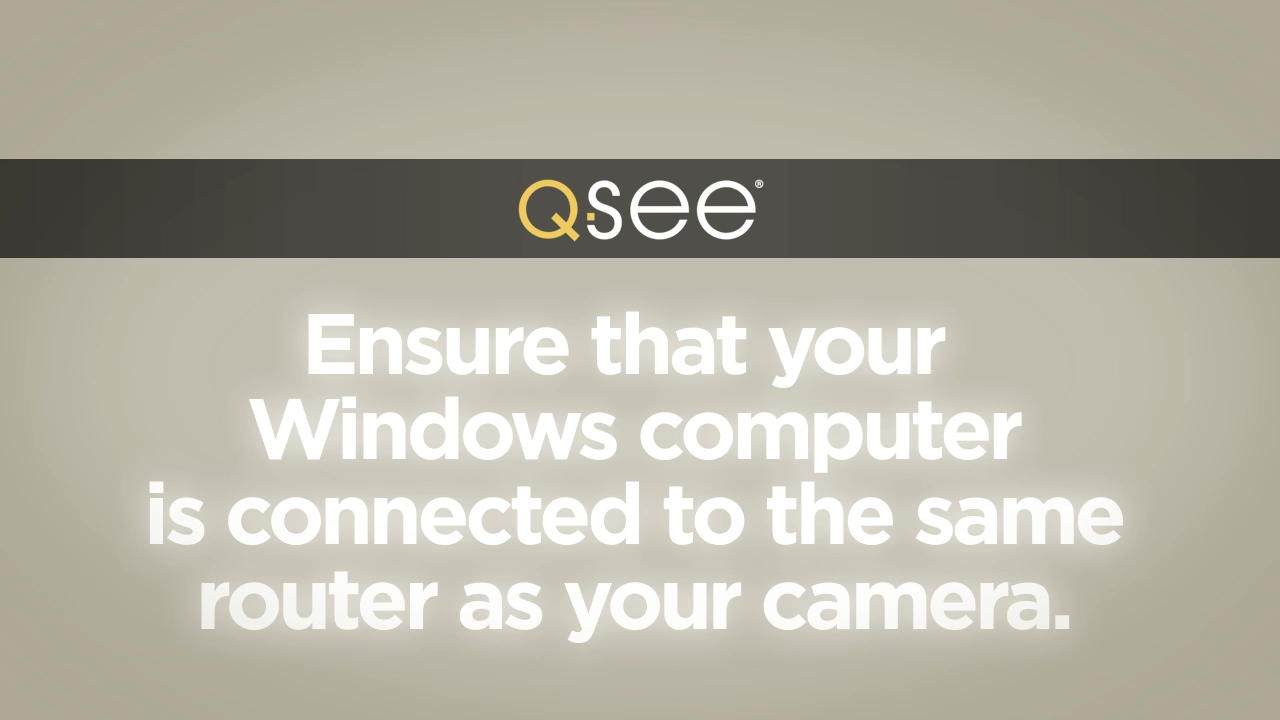 Q-see®
Ensure that your
Windows computer
is connected to the same
router as your camera.